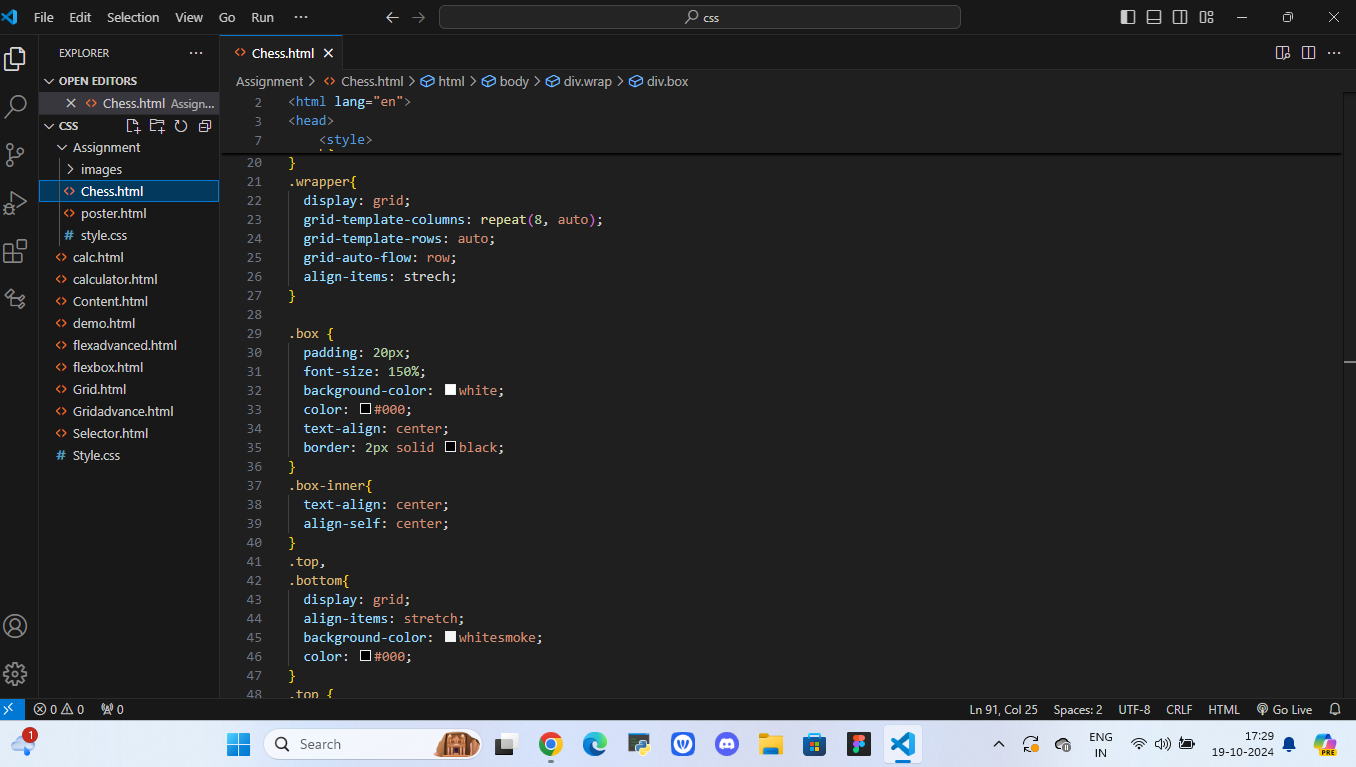 File Edit Selection View Go Run ··· css
EXPLORER ···
Chess.html
OPEN EDITORS
Chess.html Assign...
CSS
Assignment
images
Chess.html
poster.html
style.css
calc.html
calculator.html
Content.html
demo.html
flexadvanced.html
flexbox.html
Grid.html
Gridadvance.html
Selector.html
Style.css
Assignment > Chess.html > html > body > div.wrap > div.box
2 <html lang="en">
3 <head>
7 <style>
20 }
21 .wrapper{
22 display: grid;
23 grid-template-columns: repeat(8, auto);
24 grid-template-rows: auto;
25 grid-auto-flow: row;
26 align-items: strech;
27 }
28
29 .box {
30 padding: 20px;
31 font-size: 150%;
32 background-color: white;
33 color: #000;
34 text-align: center;
35 border: 2px solid black;
36 }
37 .box-inner{
38 text-align: center;
39 align-self: center;
40 }
41 .top,
42 .bottom{
43 display: grid;
44 align-items: stretch;
45 background-color: whitesmoke;
46 color: #000;
47 }
48 .top {
0 0 0 Ln 91, Col 25 Spaces: 2 UTF-8 CRLF HTML Go Live
1 Search PRE
ENG
IN
17:29
19-10-2024